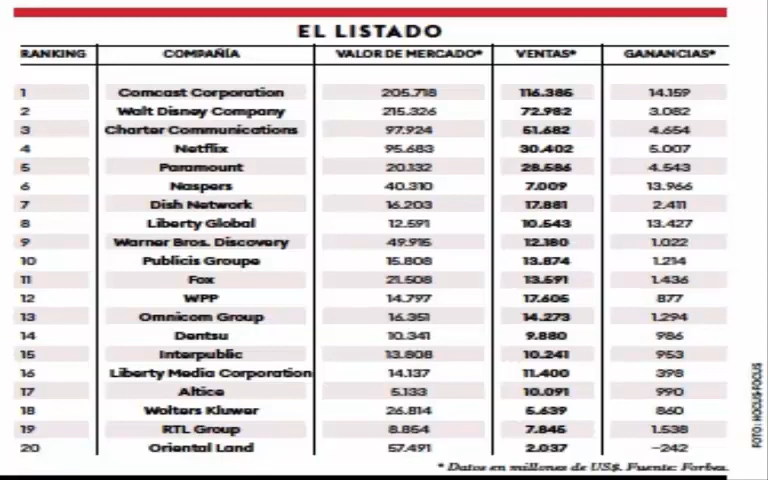 EL LISTADO
RANKING COMPAÑÍA VALOR DE MERCADO* VENTAS* GANANCIAS*
1 Comcast Corporation 205.718 116.385 14.159
2 Walt Disney Company 215.326 72.982 3.082
3 Charter Communications 97.924 51.682 4.654
4 Netflix 95.683 30.402 5.007
5 Paramount 20.132 28.586 4.543
6 Naspers 40.310 7.009 13.966
7 Dish Network 16.203 17.881 2.411
8 Liberty Global 12.591 10.543 13.427
9 Warner Bros. Discovery 49.915 12.180 1.022
10 Publicis Groupe 15.808 13.874 1.214
11 Fox 21.508 13.591 1.436
12 WPP 14.797 17.605 877
13 Omnicom Group 16.351 14.273 1.294
14 Dentsu 10.341 9.880 986
15 Interpublic 13.808 10.241 953
16 Liberty Media Corporation 14.137 11.400 398
17 Altice 5.133 10.091 990
18 Wolters Kluwer 26.814 5.639 860
19 RTL Group 8.854 7.845 1.538
20 Oriental Land 57.491 2.037 -242
* Datos en millones de US$. Fuente: Forbes.
FOTO: HOCUS-FOCUS